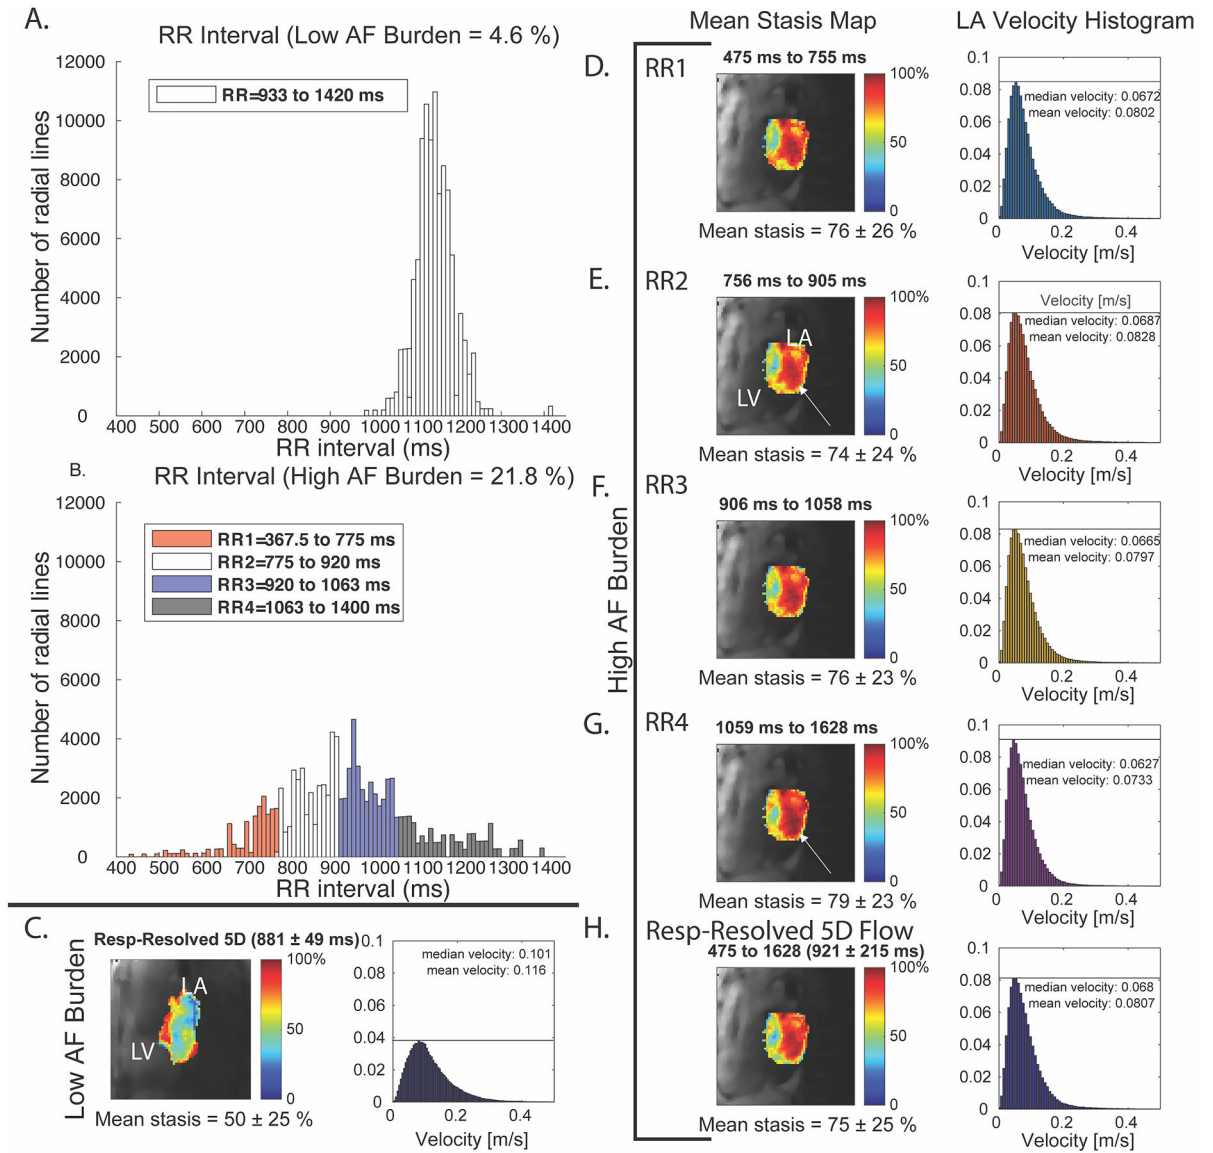 A.
RR Interval (Low AF Burden = 4.6 %)
12000
10000
8000
6000
4000
2000
0
Number of radial lines
RR=933 to 1420 ms
400 500 600 700 800 900 1000 1100 1200 1300 1400
RR interval (ms)
B.
RR Interval (High AF Burden = 21.8 %)
12000
10000
8000
6000
4000
2000
0
Number of radial lines
RR1=367.5 to 775 ms
RR2=775 to 920 ms
RR3=920 to 1063 ms
RR4=1063 to 1400 ms
400 500 600 700 800 900 1000 1100 1200 1300 1400
RR interval (ms)
C.
Low AF Burden
Resp-Resolved 5D (881 ± 49 ms)
LA
LV
100%
50
0
Mean stasis = 50 ± 25 %
0.1
0.08
0.06
0.04
0.02
0
median velocity: 0.101
mean velocity: 0.116
0 0.2 0.4
Velocity [m/s]
Mean Stasis Map
LA Velocity Histogram
High AF Burden
D.
RR1
475 ms to 755 ms
100%
50
0
Mean stasis = 76 ± 26 %
0.1
0.08
0.06
0.04
0.02
0
median velocity: 0.0672
mean velocity: 0.0802
0 0.2 0.4
Velocity [m/s]
E.
RR2
756 ms to 905 ms
LA
LV
100%
50
0
Mean stasis = 74 ± 24 %
0.1
0.08
0.06
0.04
0.02
0
Velocity [m/s]
median velocity: 0.0687
mean velocity: 0.0828
0 0.2 0.4
Velocity [m/s]
F.
RR3
906 ms to 1058 ms
100%
50
0
Mean stasis = 76 ± 23 %
0.1
0.08
0.06
0.04
0.02
0
median velocity: 0.0665
mean velocity: 0.0797
0 0.2 0.4
Velocity [m/s]
G.
RR4
1059 ms to 1628 ms
100%
50
0
Mean stasis = 79 ± 23 %
0.1
0.08
0.06
0.04
0.02
0
median velocity: 0.0627
mean velocity: 0.0733
0 0.2 0.4
Velocity [m/s]
H.
Resp-Resolved 5D Flow
475 to 1628 (921 ± 215 ms)
100%
50
0
Mean stasis = 75 ± 25 %
0.1
0.08
0.06
0.04
0.02
0
median velocity: 0.068
mean velocity: 0.0807
0 0.2 0.4
Velocity [m/s]